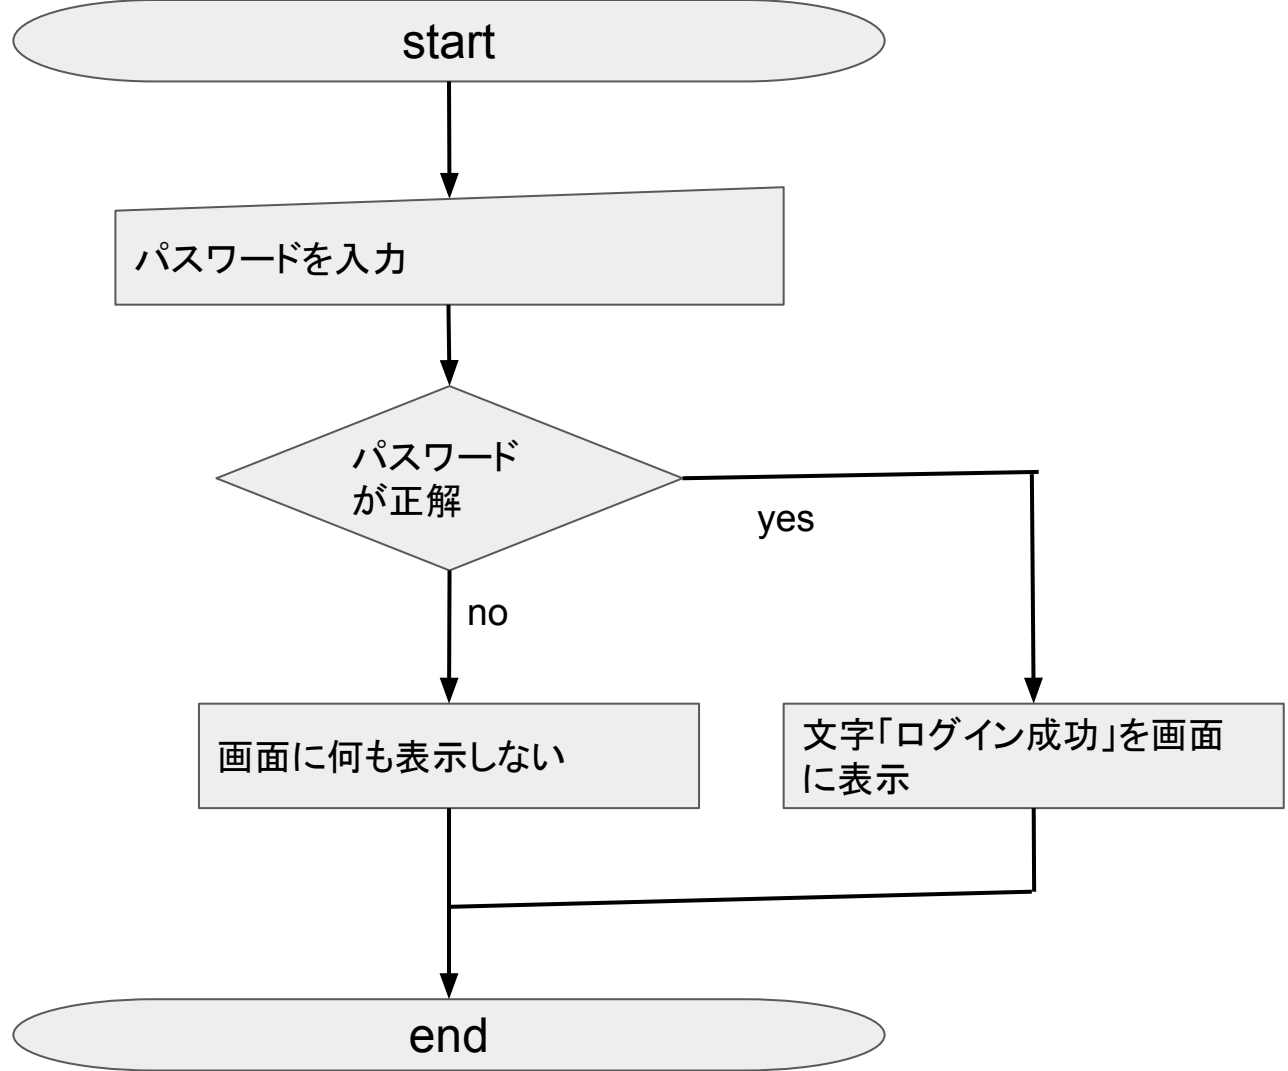 start
パスワードを入力
パスワード
が正解
yes
no
画面に何も表示しない
文字「ログイン成功」を画面
に表示
end